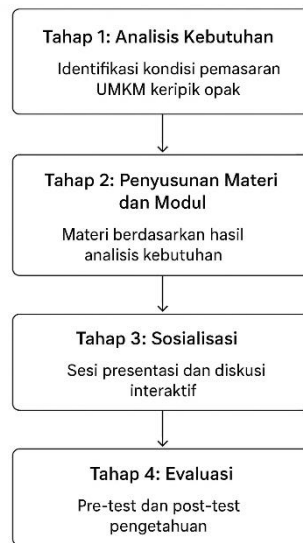 Tahap 1: Analisis Kebutuhan
Identifikasi kondisi pemasaran
UMKM keripik opak
Tahap 2: Penyusunan Materi
dan Modul
Materi berdasarkan hasil
analisis kebutuhan
Tahap 3: Sosialisasi
Sesi presentasi dan diskusi
interaktif
Tahap 4: Evaluasi
Pre-test dan post-test
pengetahuan